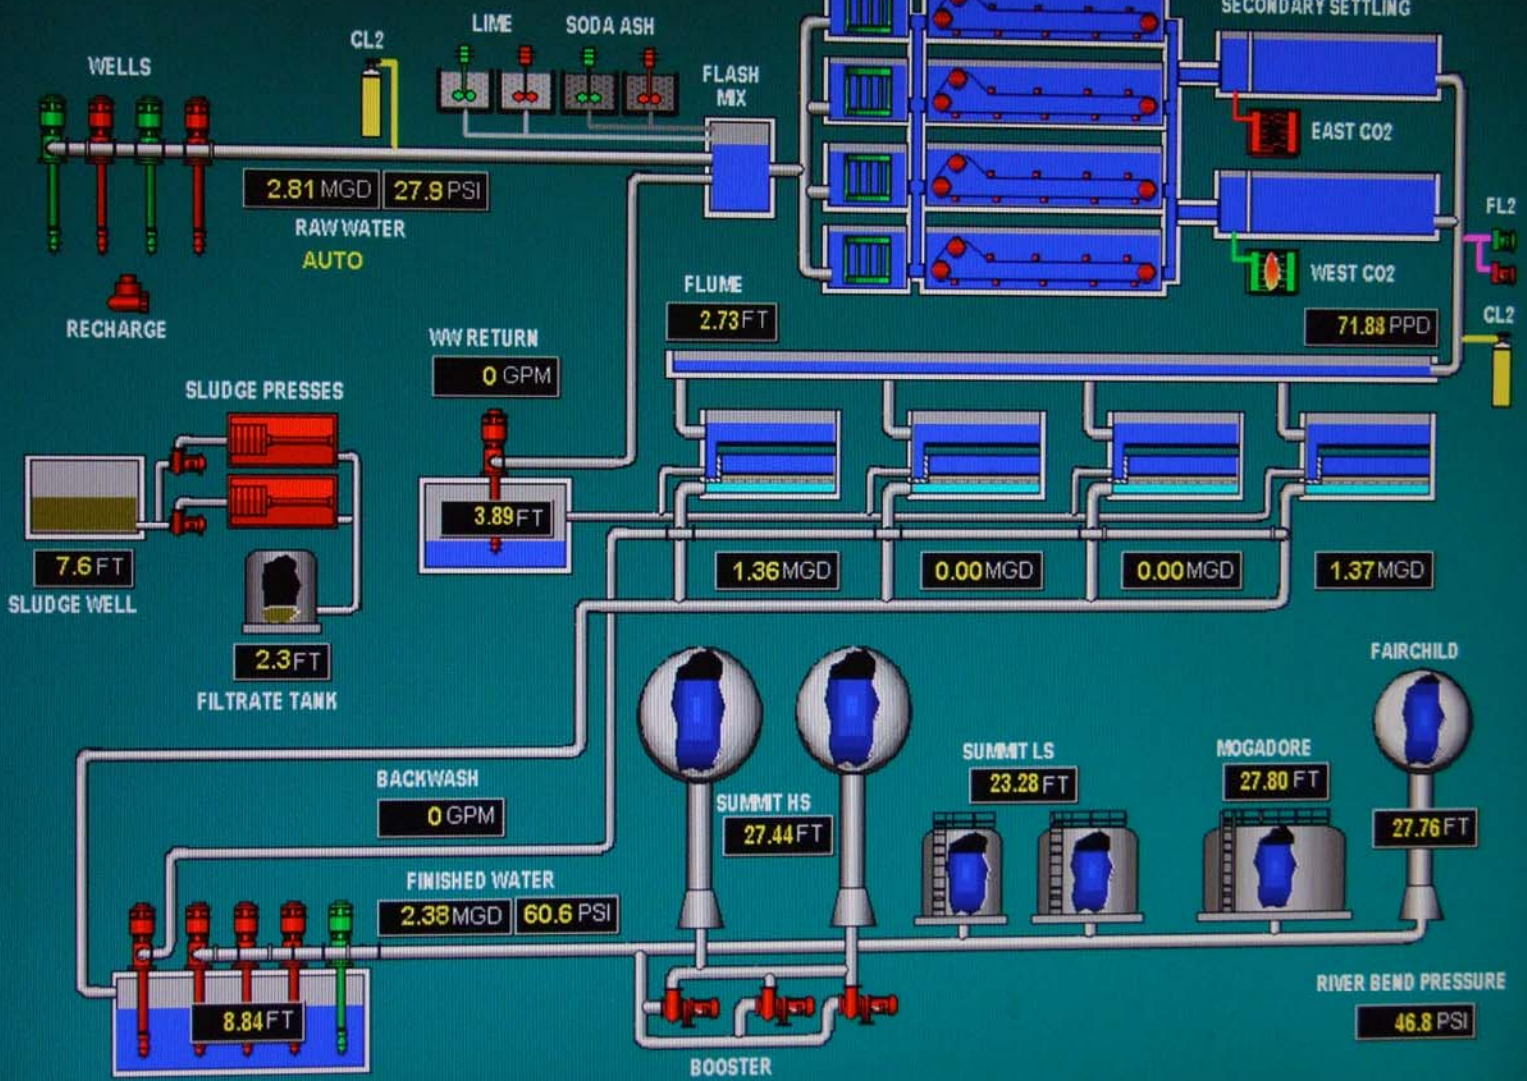 SECONDARY SETTLING
LIME
SODA ASH
CL2
WELLS
FLASH
MIX
EAST CO2
2.81 MGD
27.8 PSI
RAW WATER
AUTO
FL2
WEST CO2
FLUME
2.73 FT
71.88 PPD
CL2
RECHARGE
WW RETURN
0 GPM
SLUDGE PRESSES
3.89 FT
7.6 FT
SLUDGE WELL
1.36 MGD
0.00 MGD
0.00 MGD
1.37 MGD
2.3 FT
FILTRATE TANK
FAIRCHILD
SUMMIT LS
23.28 FT
MOGADORE
27.80 FT
BACKWASH
0 GPM
SUMMIT HS
27.44 FT
27.76 FT
FINISHED WATER
2.38 MGD
60.6 PSI
8.84 FT
RIVER BEND PRESSURE
46.8 PSI
BOOSTER